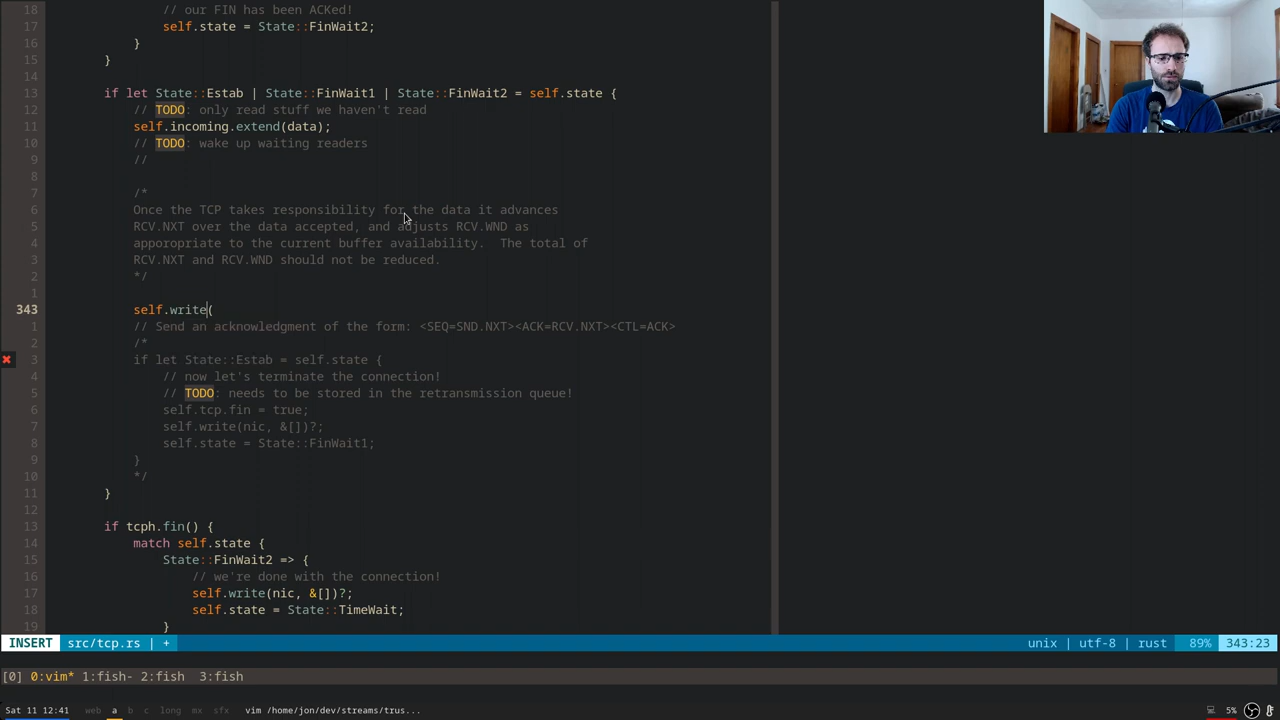 18 // our FIN has been ACKed!
17 self.state = State::FinWait2;
16 }
15 }
14
13 if let State::Estab | State::FinWait1 | State::FinWait2 = self.state {
12 // TODO: only read stuff we haven't read
11 self.incoming.extend(data);
10 // TODO: wake up waiting readers
9 //
8
7 /*
6 Once the TCP takes responsibility for the data it advances
5 RCV.NXT over the data accepted, and adjusts RCV.WND as
4 apporopriate to the current buffer availability.  The total of
3 RCV.NXT and RCV.WND should not be reduced.
2 */
1
343 self.write(
1 // Send an acknowledgment of the form: <SEQ=SND.NXT><ACK=RCV.NXT><CTL=ACK>
2 /*
3 if let State::Estab = self.state {
4 // now let's terminate the connection!
5 // TODO: needs to be stored in the retransmission queue!
6 self.tcp.fin = true;
7 self.write(nic, &[])?;
8 self.state = State::FinWait1;
9 }
10 */
11 }
12
13 if tcph.fin() {
14 match self.state {
15 State::FinWait2 => {
16 // we're done with the connection!
17 self.write(nic, &[])?;
18 self.state = State::TimeWait;
19 }
INSERT src/tcp.rs | + unix | utf-8 | rust 89% 343:23
[0] 0:vim* 1:fish- 2:fish 3:fish
Sat 11 12:41 web a b c long mx sfx vim /home/jon/dev/streams/trus... 5%